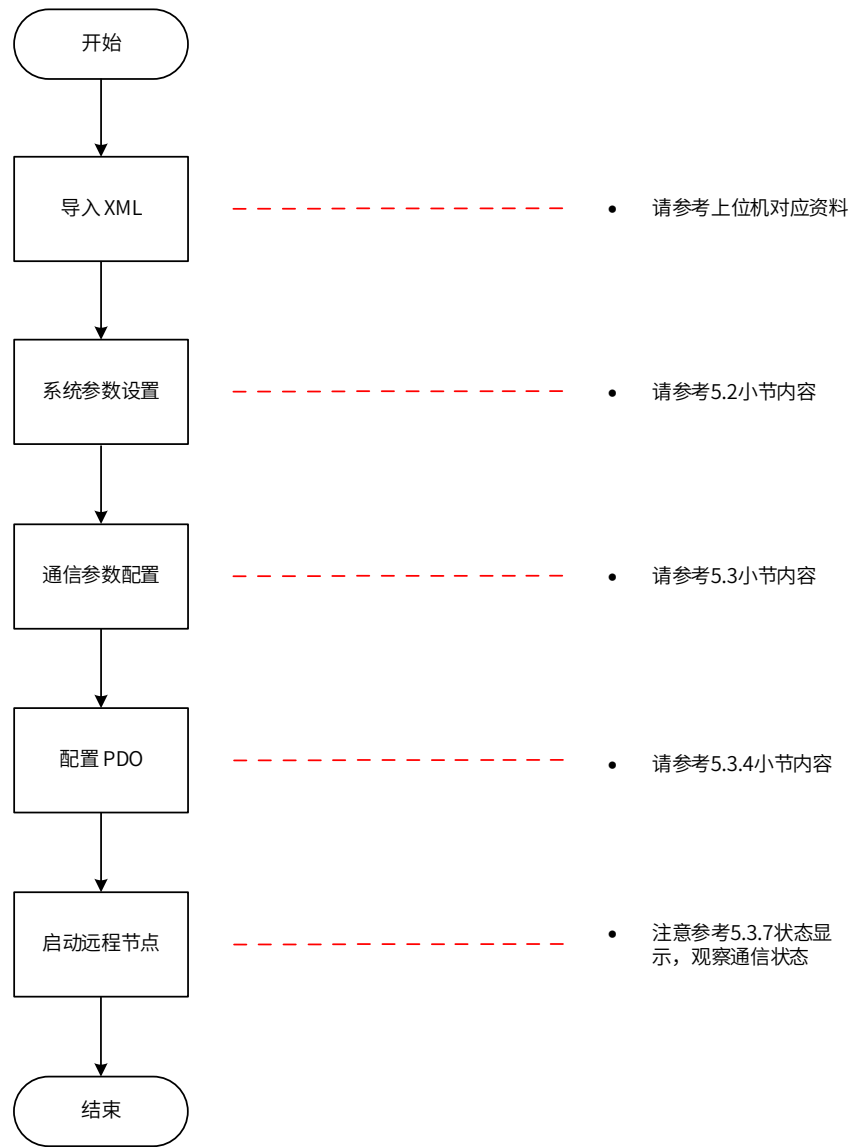 开始
导入 XML
• 请参考上位机对应资料
系统参数设置
• 请参考5.2小节内容
通信参数配置
• 请参考5.3小节内容
配置 PDO
• 请参考5.3.4小节内容
启动远程节点
• 注意参考5.3.7状态显
示，观察通信状态
结束